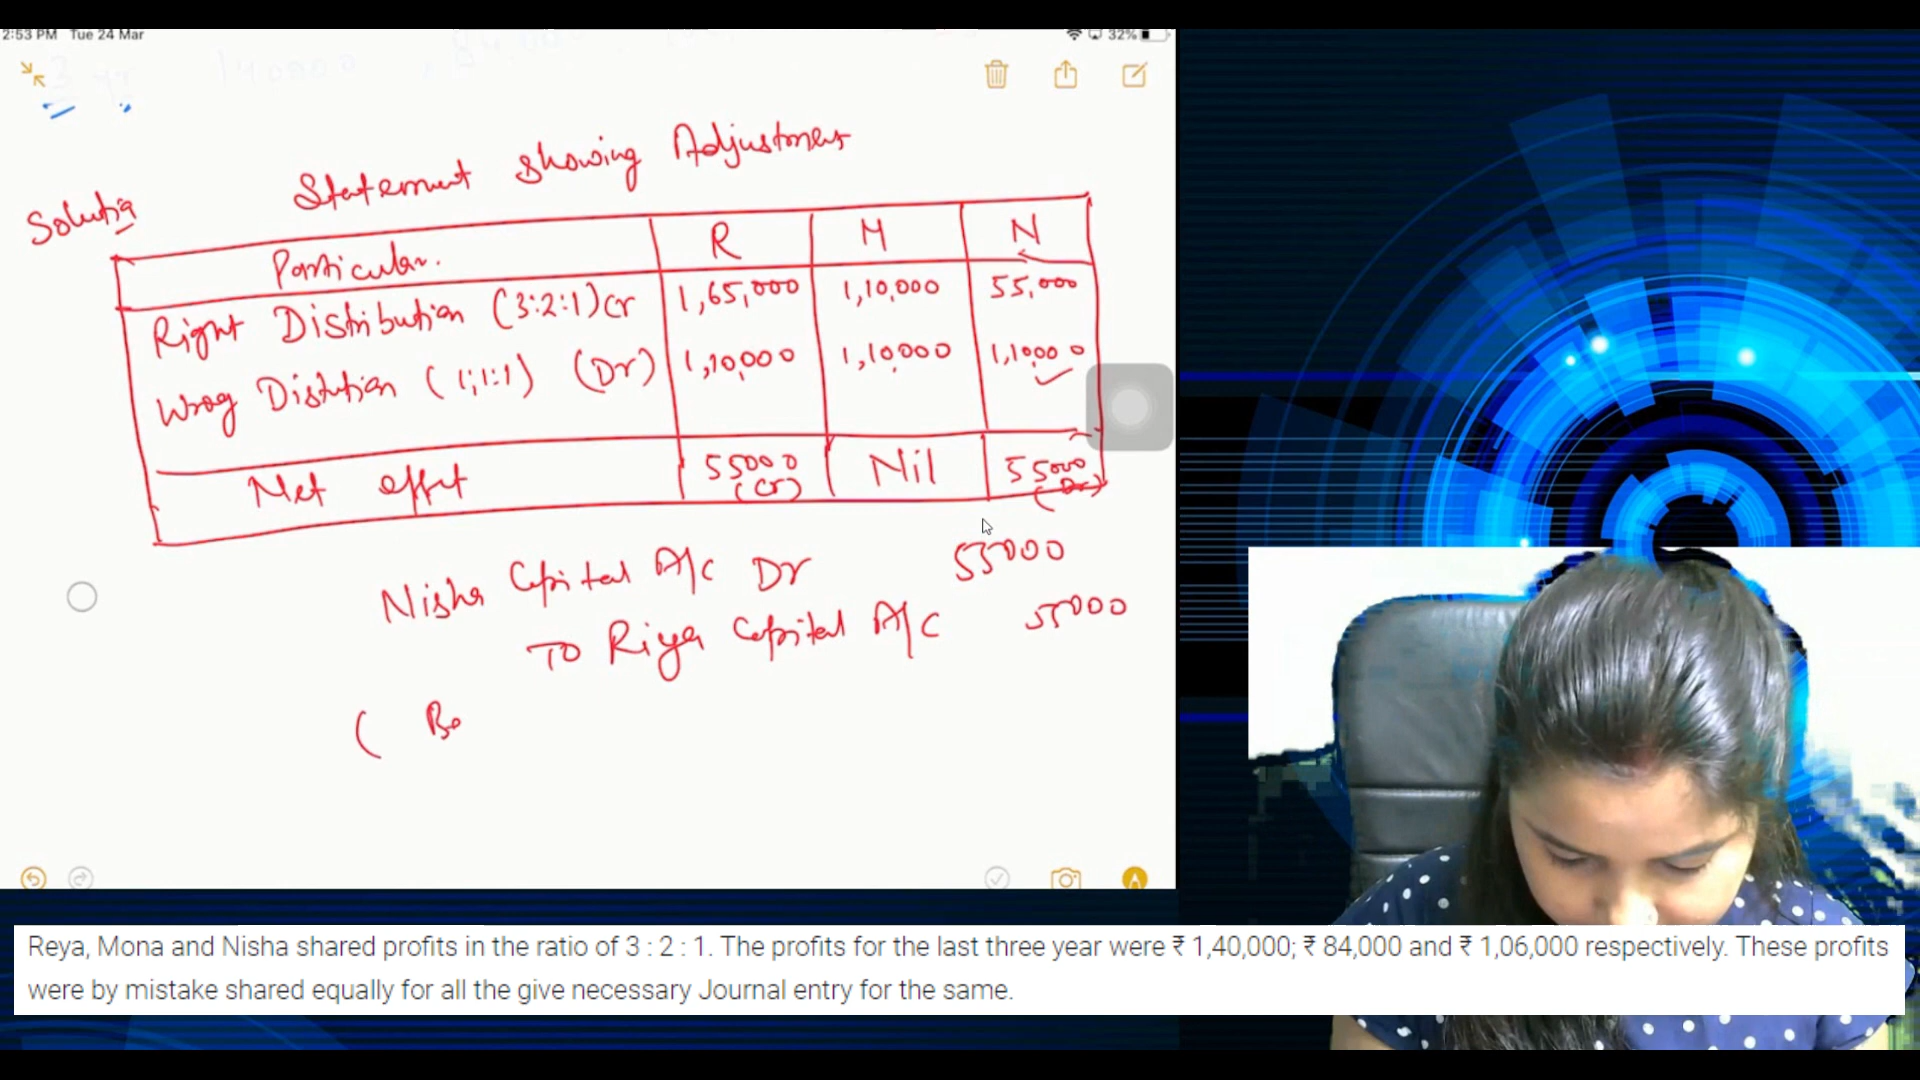 2:53 PM Tue 24 Mar 32%
Statement Showing Adjustment
Solution
Particular. R M N
Right Distribution (3:2:1) Cr 1,65,000 1,10,000 55,000
Wrog Distution (1:1:1) (Dr) 1,10,000 1,10,000 1,10000
Net effet 55000 (Cr) Nil 55000 (Dr)
Nisha Capital A/c Dr 55000
To Riya Capital A/c 55000
( Be
Reya, Mona and Nisha shared profits in the ratio of 3 : 2 : 1. The profits for the last three year were ₹ 1,40,000; ₹ 84,000 and ₹ 1,06,000 respectively. These profits
were by mistake shared equally for all the give necessary Journal entry for the same.